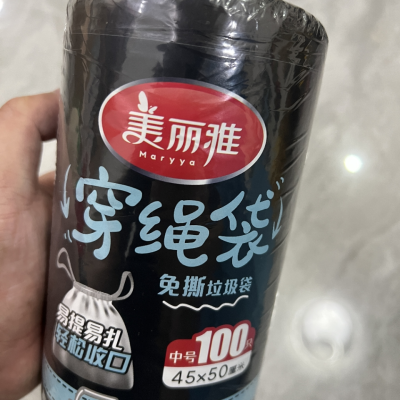 美丽雅
Maryya
穿绳袋
免撕垃圾袋
易提易扎
轻松收口
中号100只
45×50厘米